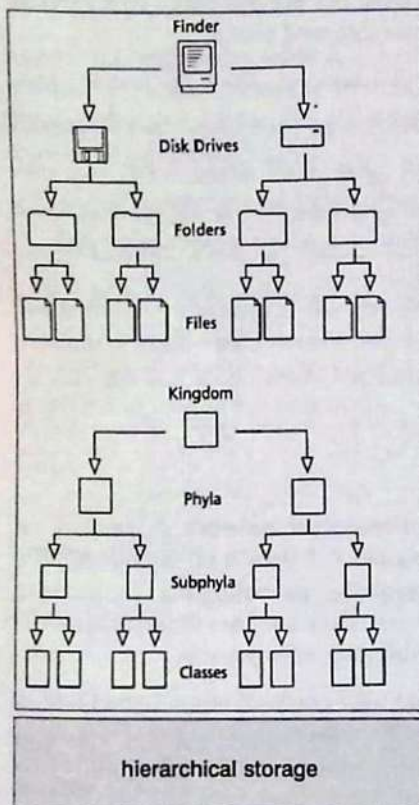 Finder
Disk Drives
Folders
Files
Kingdom
Phyla
Subphyla
Classes
hierarchical storage